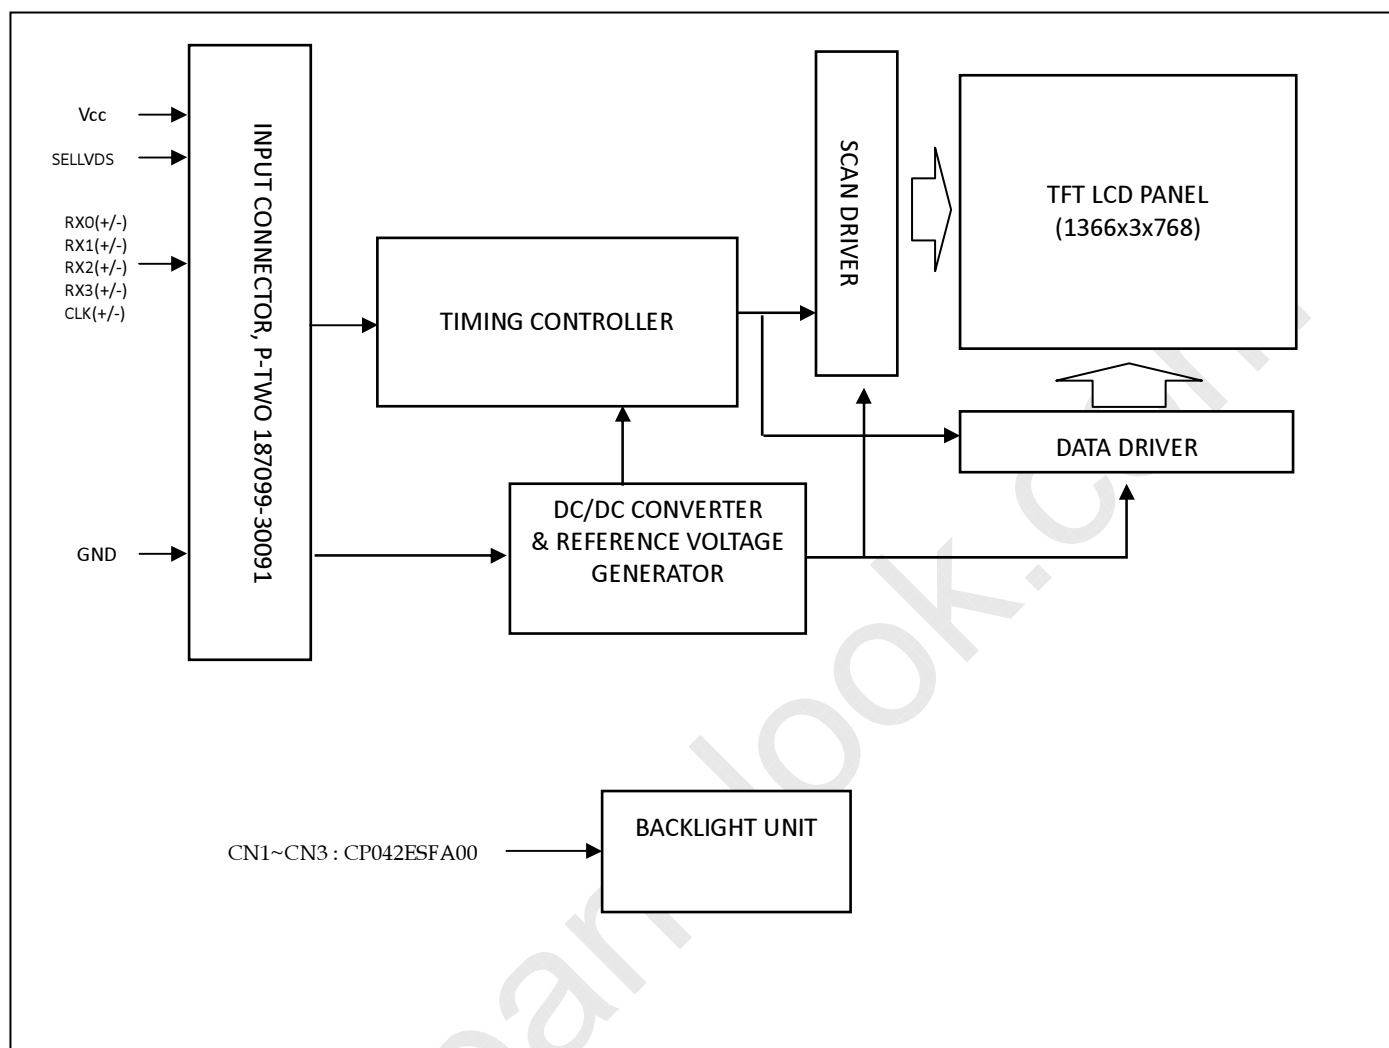 Vcc
SELLVDS
RX0(+/-)
RX1(+/-)
RX2(+/-)
RX3(+/-)
CLK(+/-)
GND
INPUT CONNECTOR, P-TWO 187099-30091
TIMING CONTROLLER
DC/DC CONVERTER
& REFERENCE VOLTAGE
GENERATOR
SCAN DRIVER
TFT LCD PANEL
(1366x3x768)
DATA DRIVER
CN1~CN3 : CP042ESFA00
BACKLIGHT UNIT